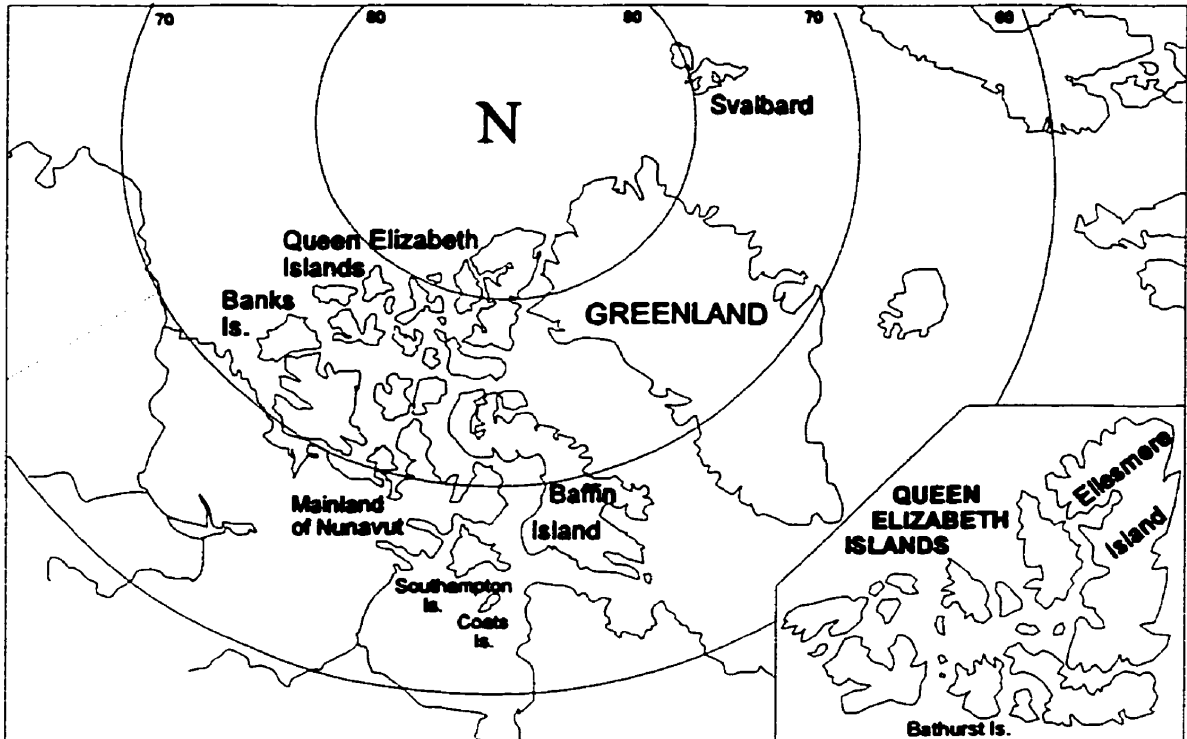 70
80
90
70
60
N
Svalbard
Queen Elizabeth
Islands
Banks
Is.
GREENLAND
Mainland
of Nunavut
Baffin
Island
Southampton
Is.
Coats
Is.
QUEEN
ELIZABETH
ISLANDS
Ellesmere
Island
Bathurst Is.